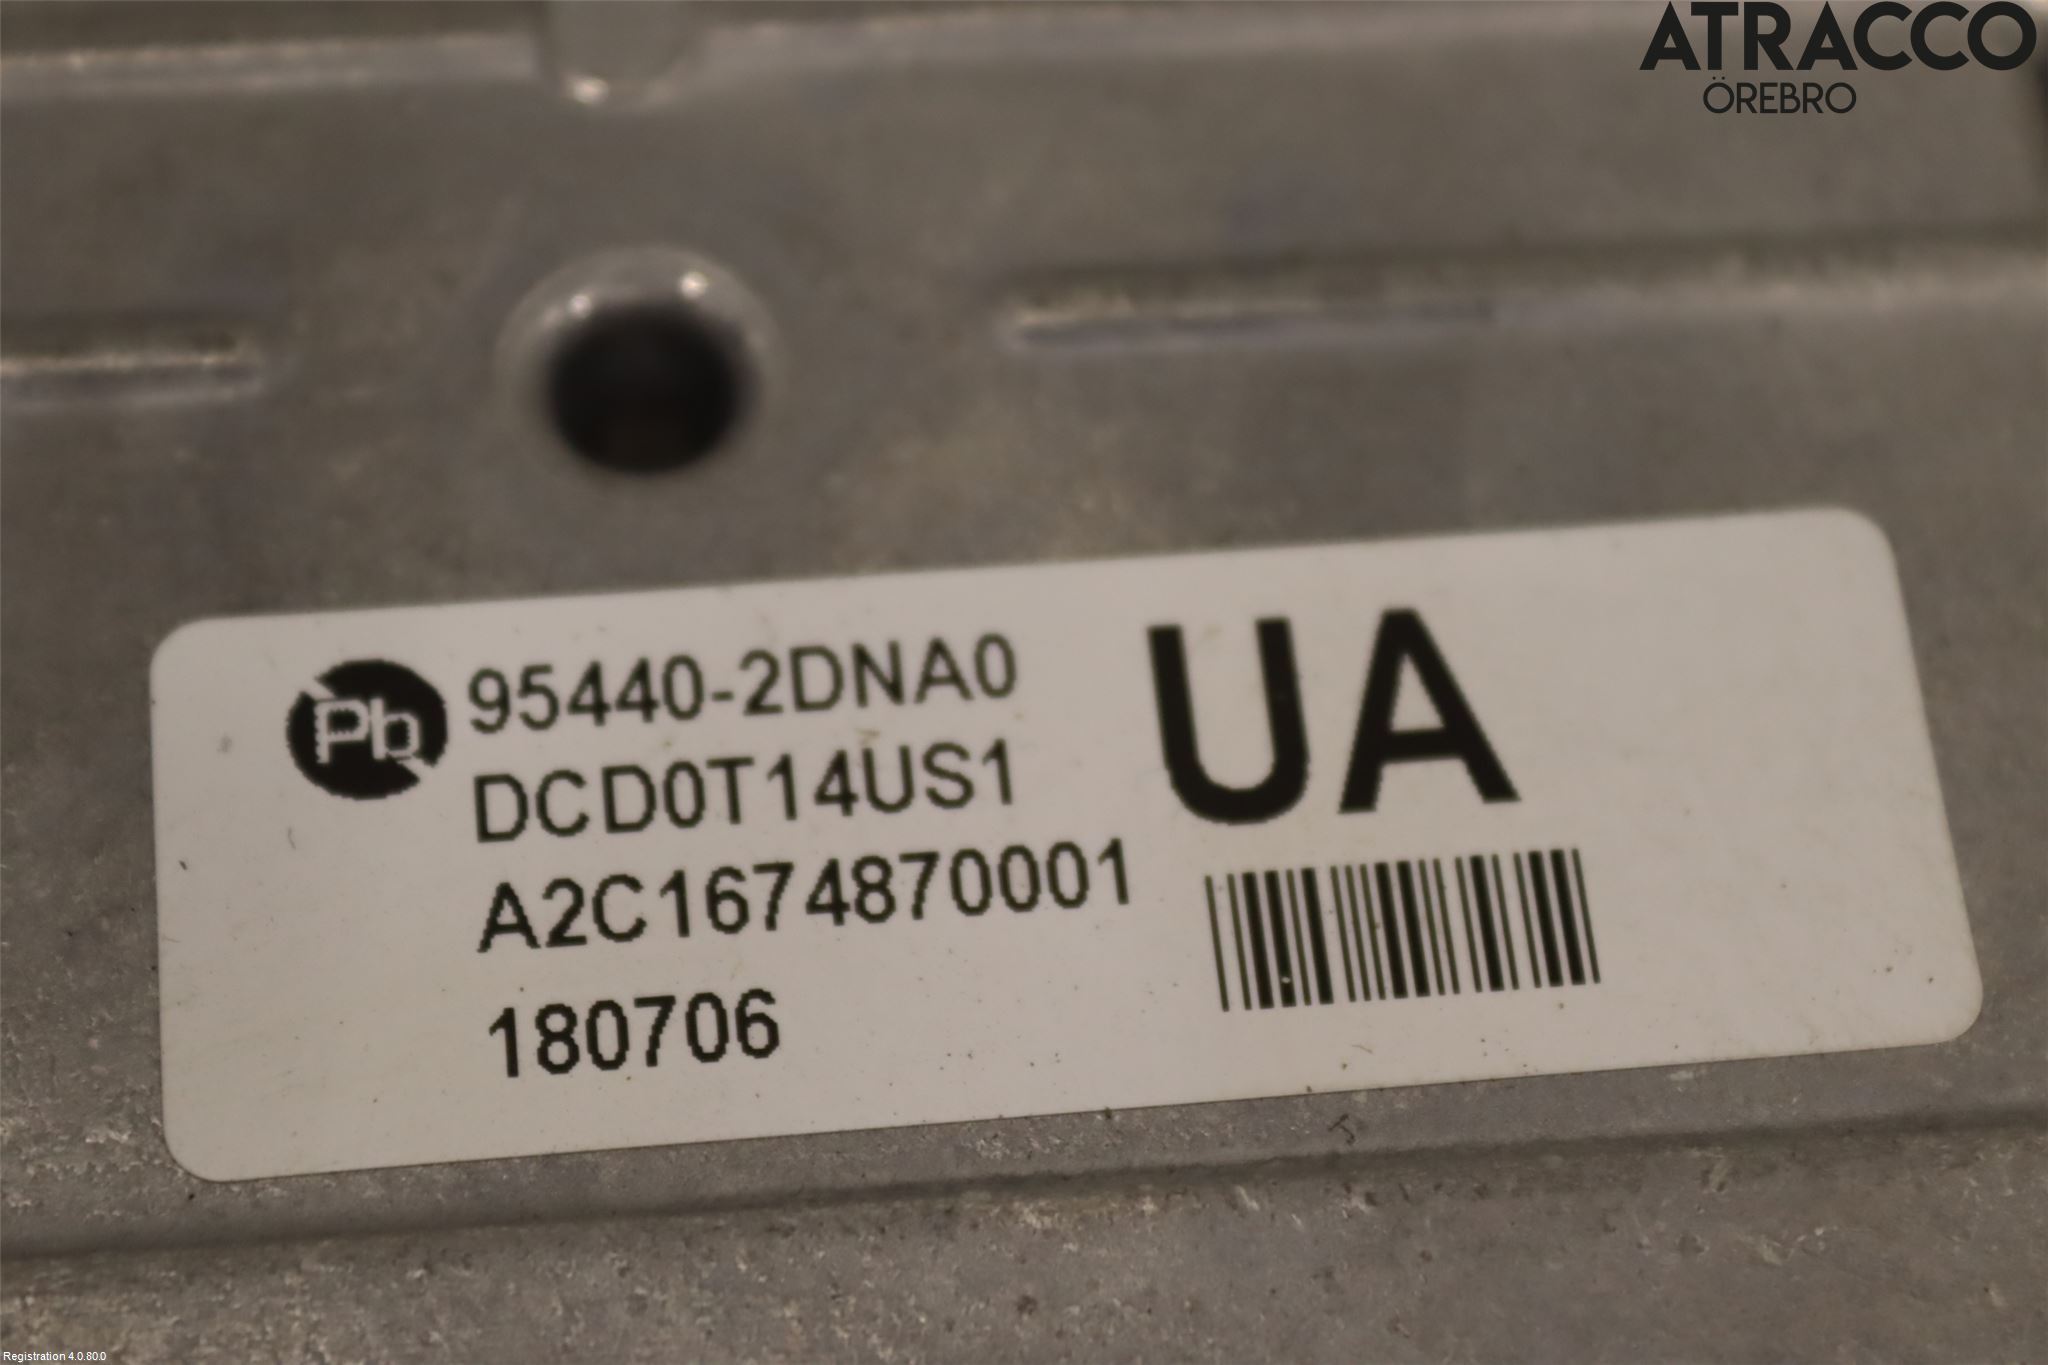 ATRACCO
ÖREBRO
Pb
95440-2DNA0
DCD0T14US1
A2C1674870001
180706
UA
Registration 4.0.80.0